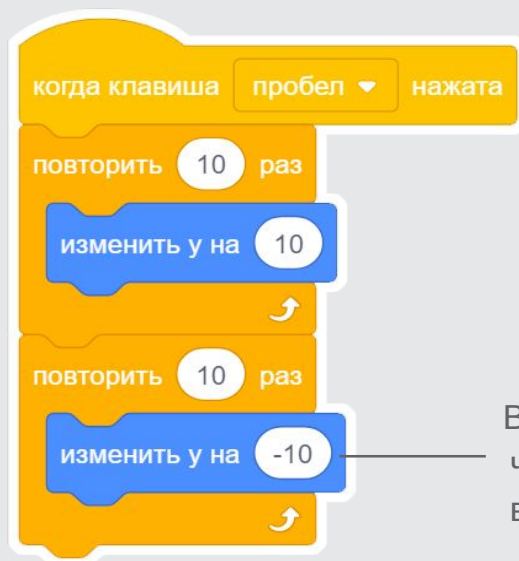 когда клавиша пробел нажата
повторить 10 раз
изменить y на 10
повторить 10 раз
изменить y на -10